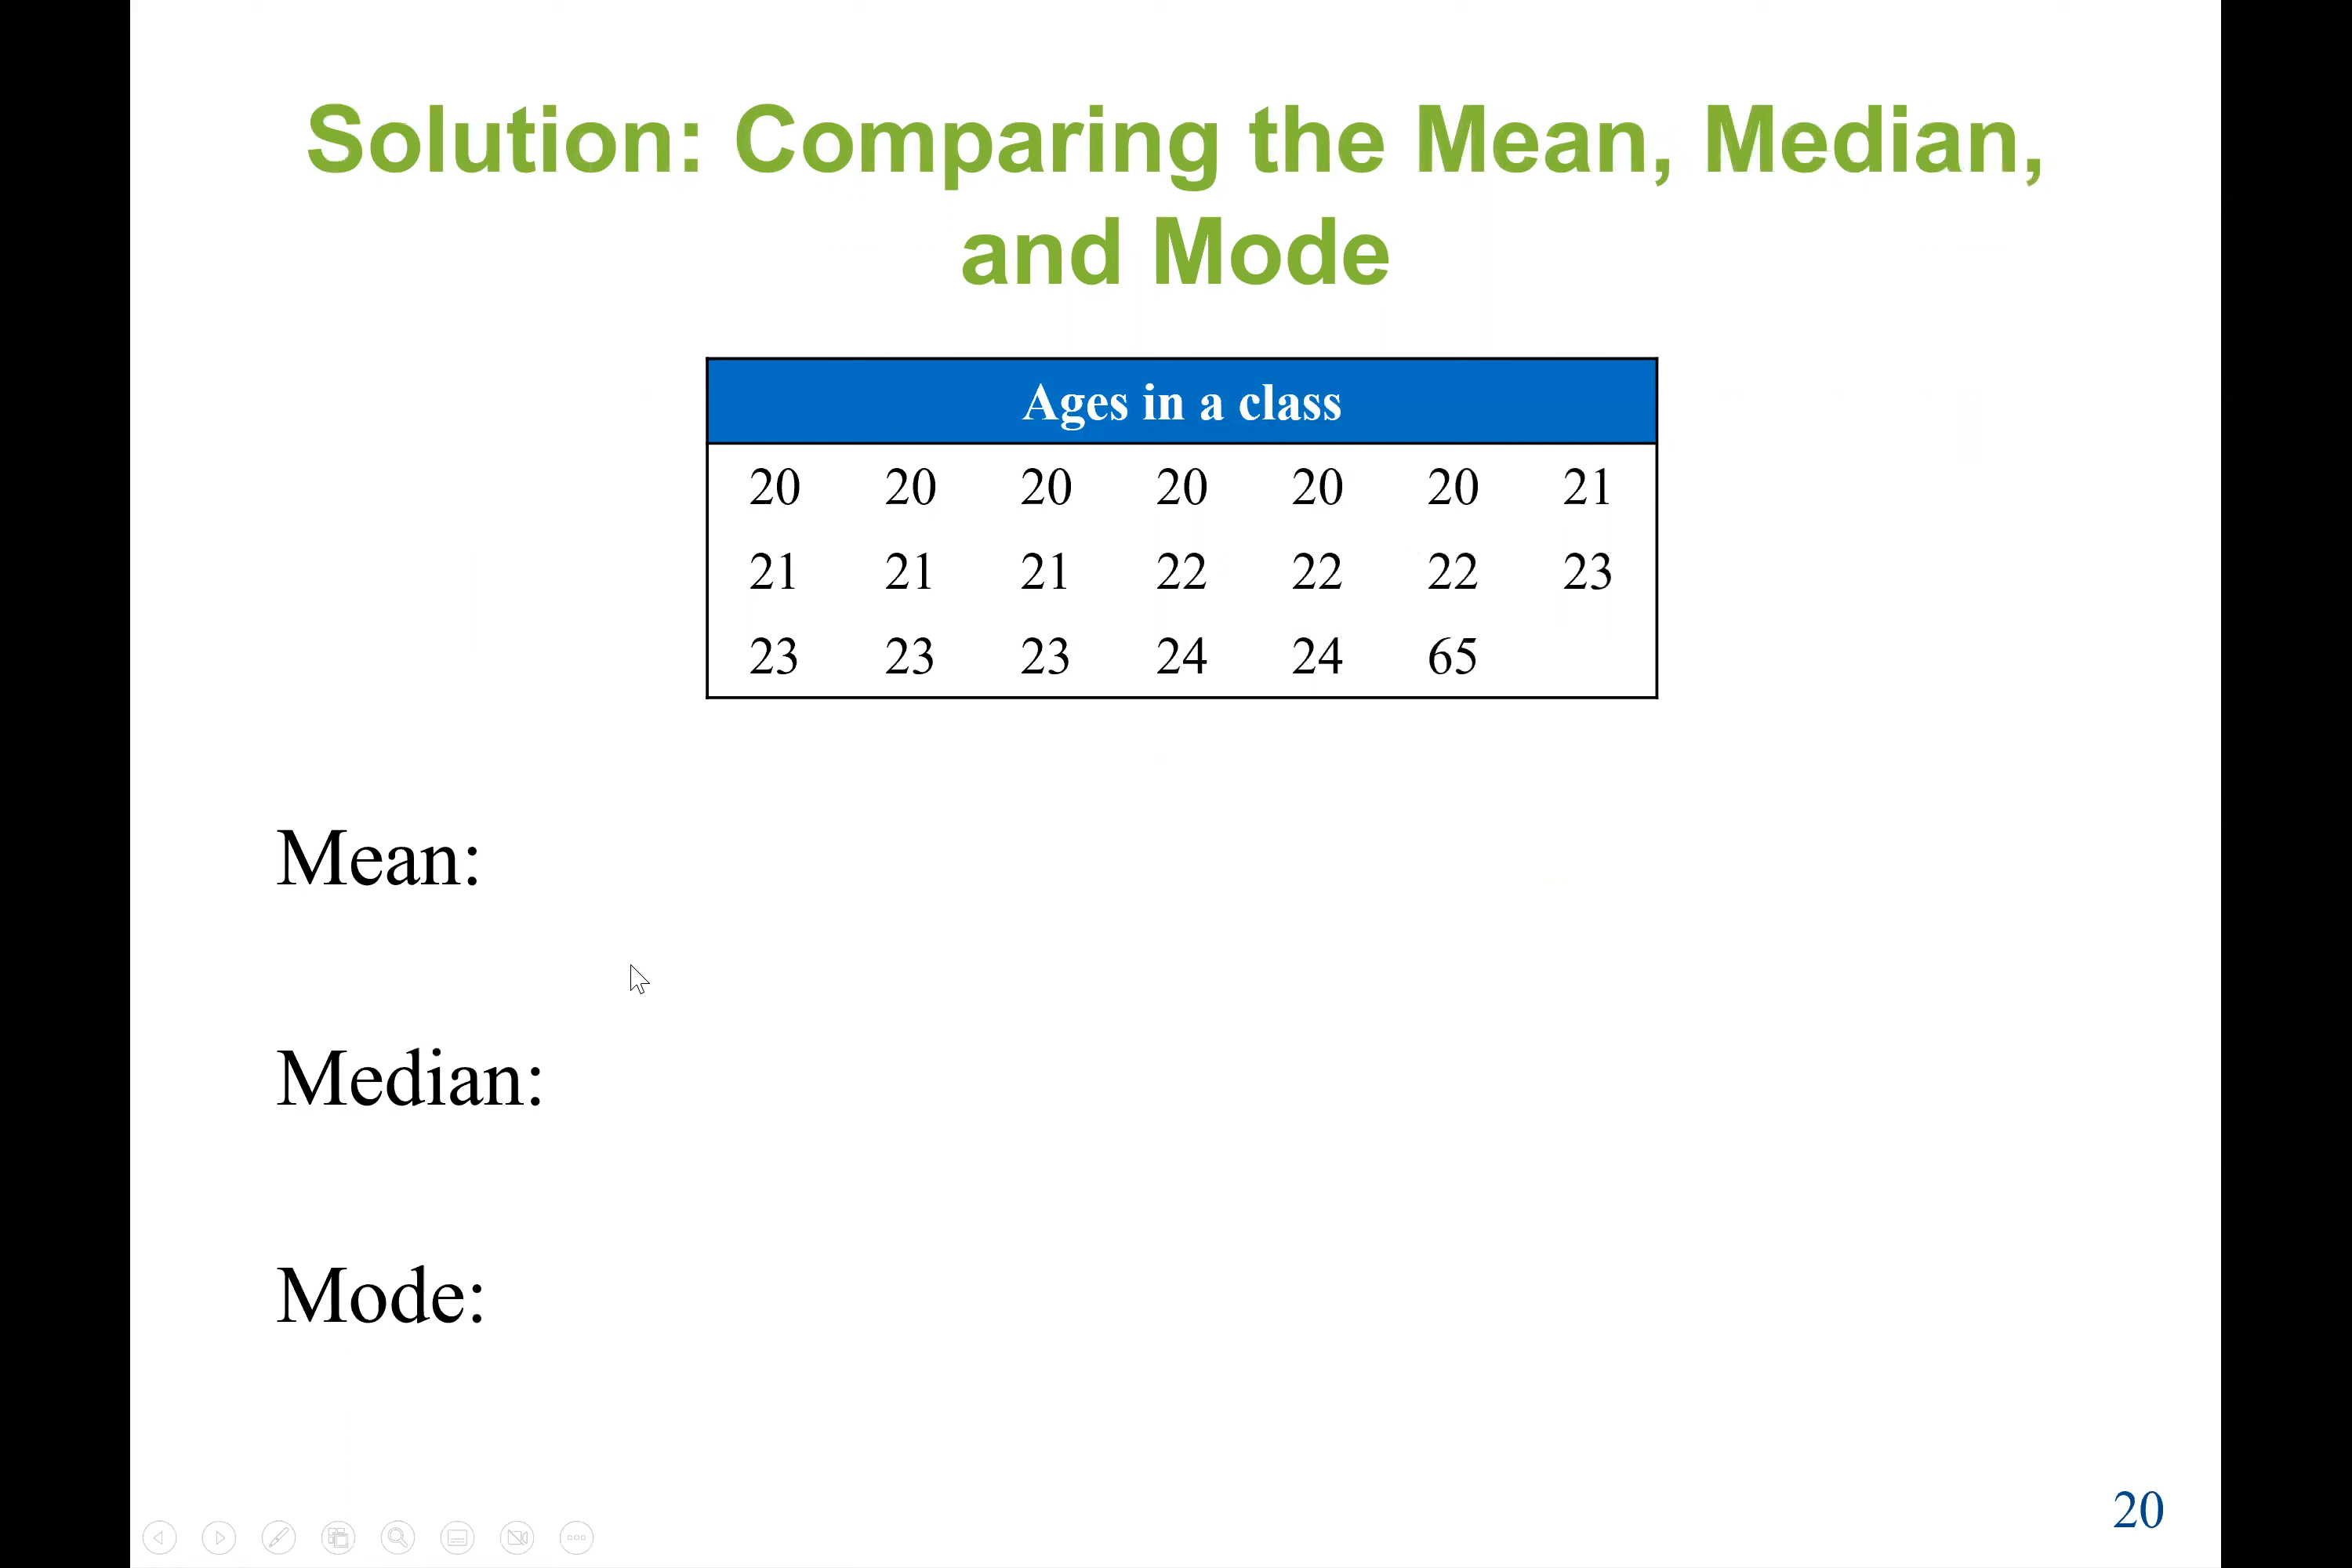 Solution: Comparing the Mean, Median,
and Mode
Ages in a class
20 20 20 20 20 20 21
21 21 21 22 22 22 23
23 23 23 24 24 65
Mean:
Median:
Mode:
20